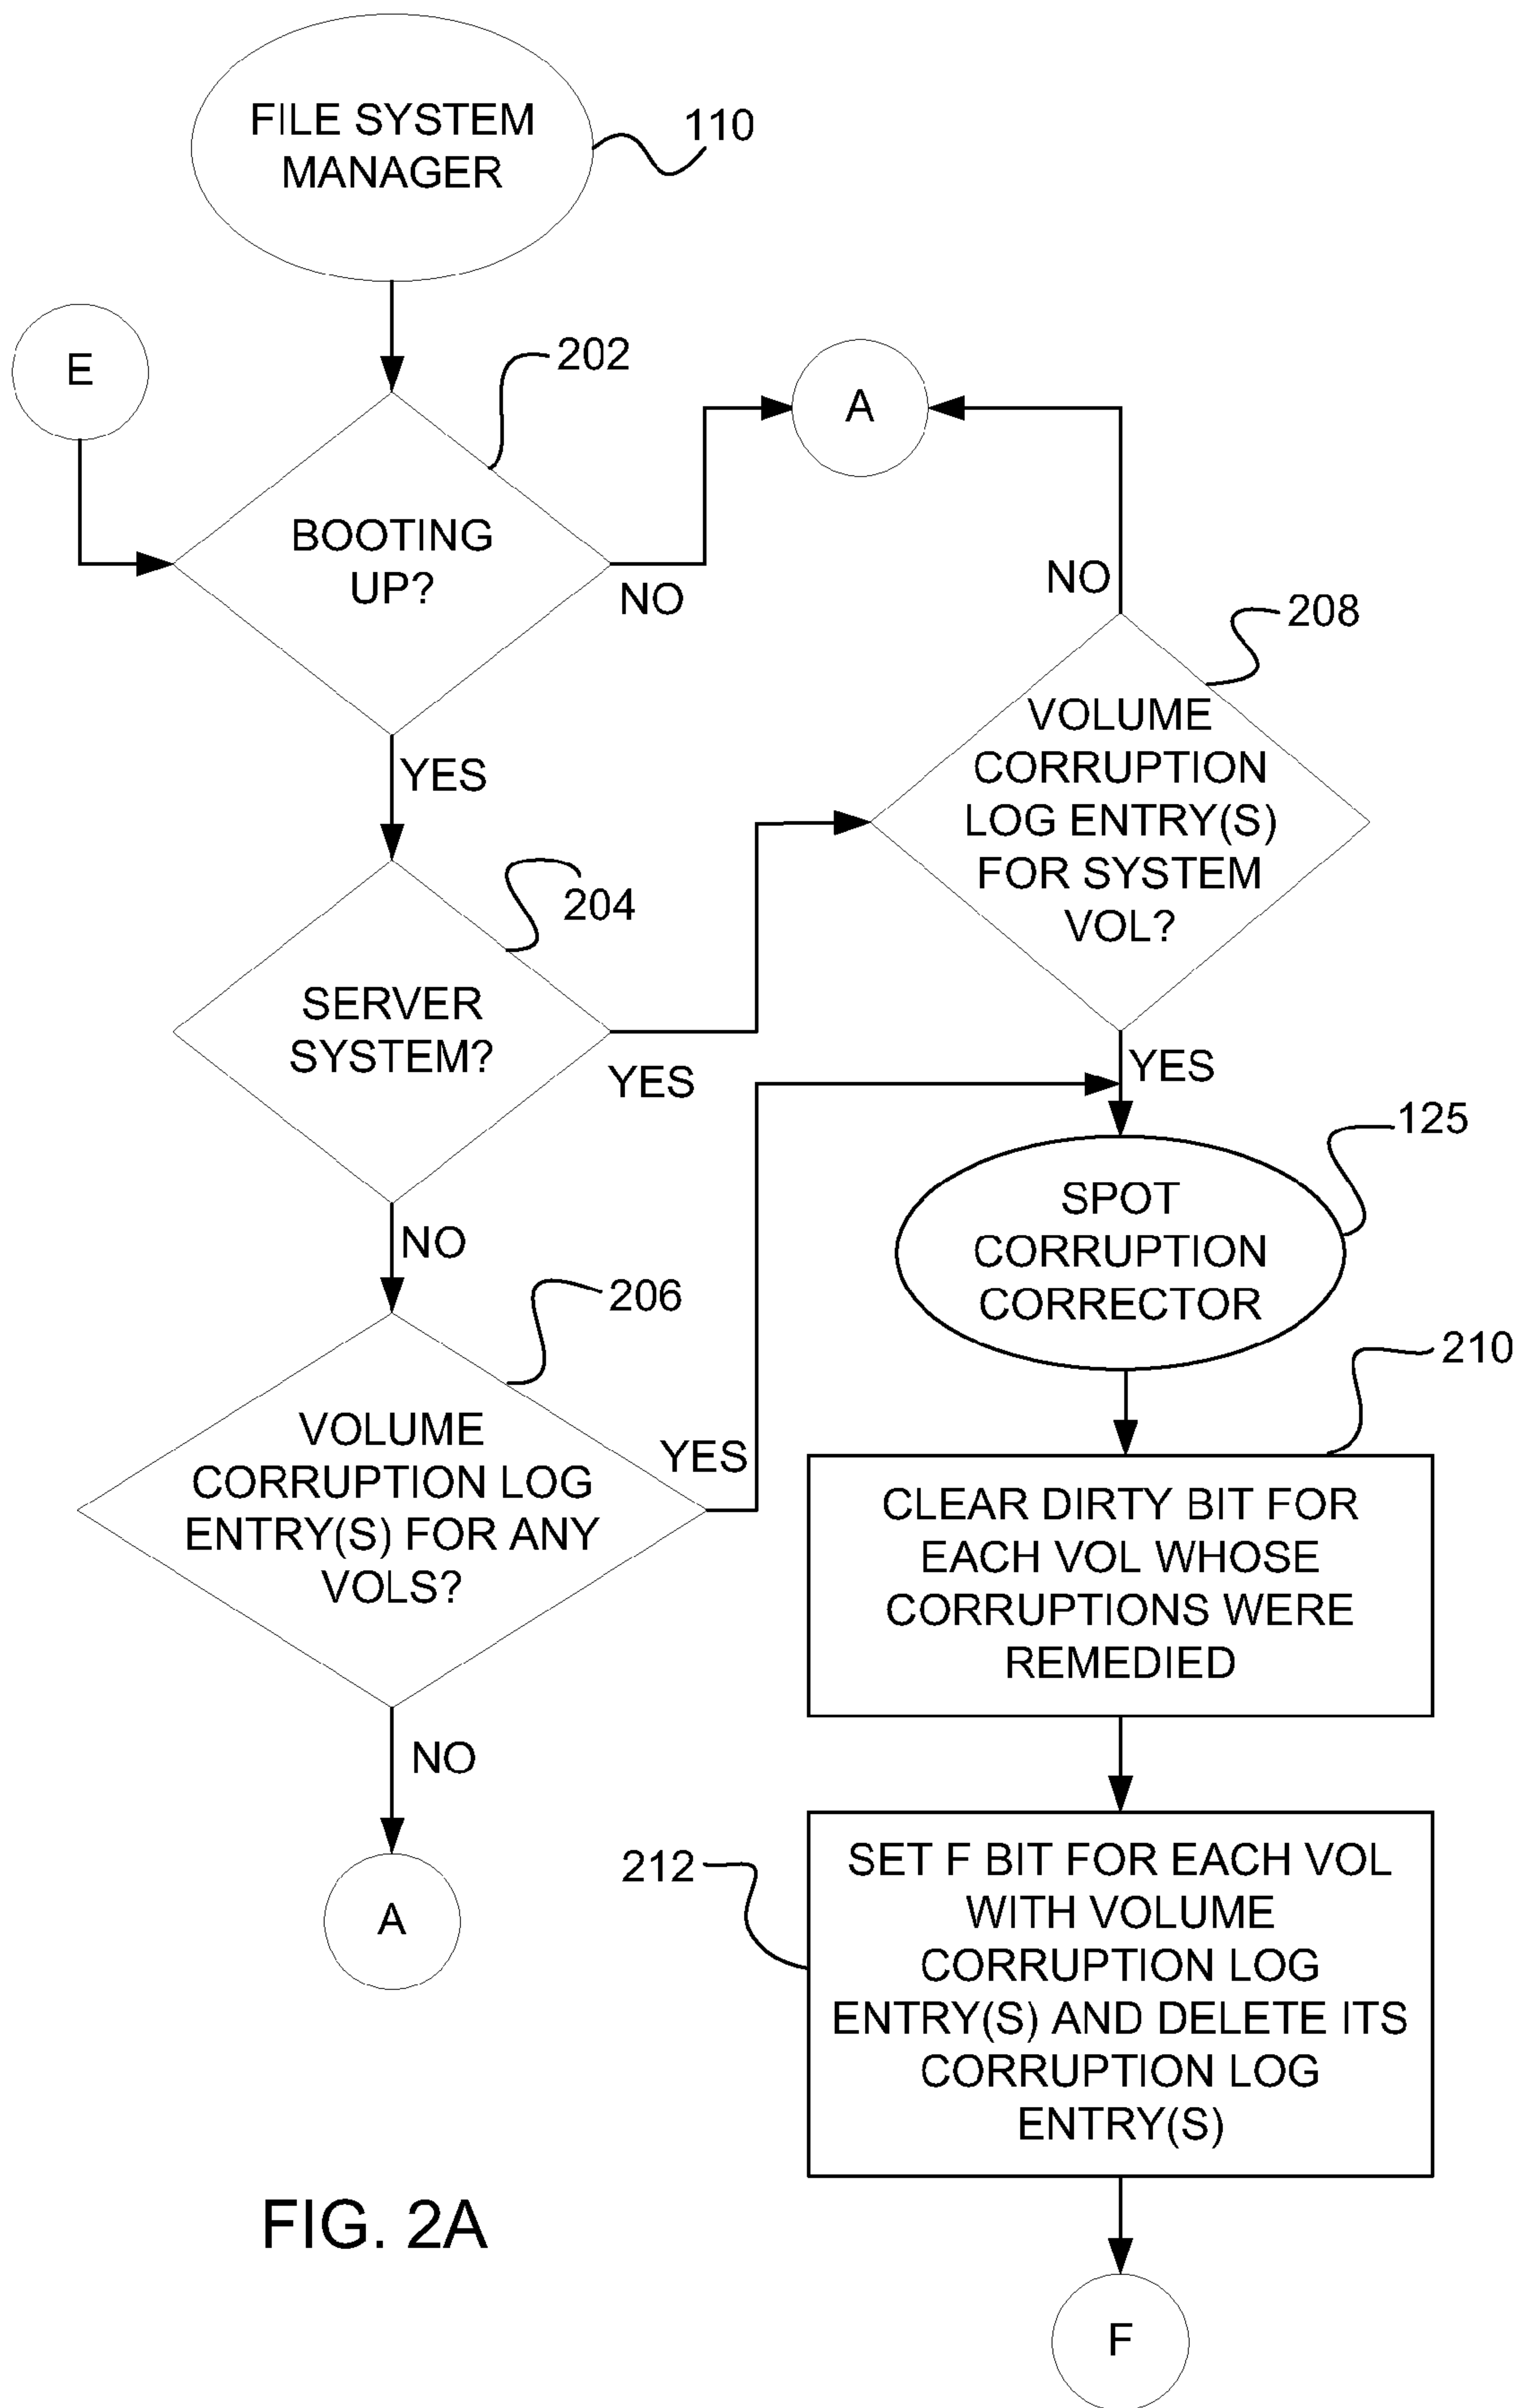 FILE SYSTEM
MANAGER
110
E
202
A
BOOTING
UP?
NO
NO
208
YES
VOLUME
CORRUPTION
LOG ENTRY(S)
FOR SYSTEM
VOL?
204
SERVER
SYSTEM?
YES
YES
125
NO
SPOT
CORRUPTION
CORRECTOR
206
210
VOLUME
CORRUPTION LOG
ENTRY(S) FOR ANY
VOLS?
YES
CLEAR DIRTY BIT FOR
EACH VOL WHOSE
CORRUPTIONS WERE
REMEDIED
NO
A
212
SET F BIT FOR EACH VOL
WITH VOLUME
CORRUPTION LOG
ENTRY(S) AND DELETE ITS
CORRUPTION LOG
ENTRY(S)
FIG. 2A
F